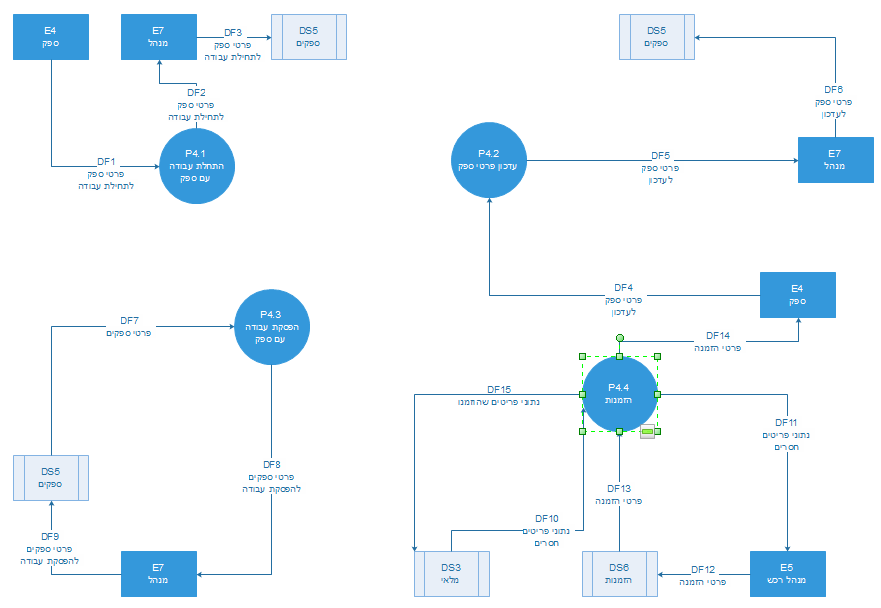 E4
ספק
E7
מנהל
DF3
פרטי ספק
לתחילת עבודה
DS5
ספקים
DF2
פרטי ספק
לתחילת עבודה
P4.1
התחלת עבודה
עם ספק
DF1
פרטי ספק
לתחילת עבודה
DS5
ספקים
DF6
פרטי ספק
לעדכון
P4.2
עדכון פרטי ספק
DF5
פרטי ספק
לעדכון
E7
מנהל
DF4
פרטי ספק
לעדכון
E4
ספק
DF7
פרטי ספקים
P4.3
הפסקת עבודה
עם ספק
DF8
פרטי ספקים
להפסקת עבודה
DS5
ספקים
DF9
פרטי ספקים
להפסקת עבודה
E7
מנהל
DF14
פרטי הזמנה
P4.4
הזמנות
DF15
נתוני פריטים שהוזמנו
DF11
נתוני פריטים
חסרים
DF13
פרטי הזמנה
DF10
נתוני פריטים
חסרים
DS3
מלאי
DS6
הזמנות
DF12
פרטי הזמנה
E5
מנהל רכש